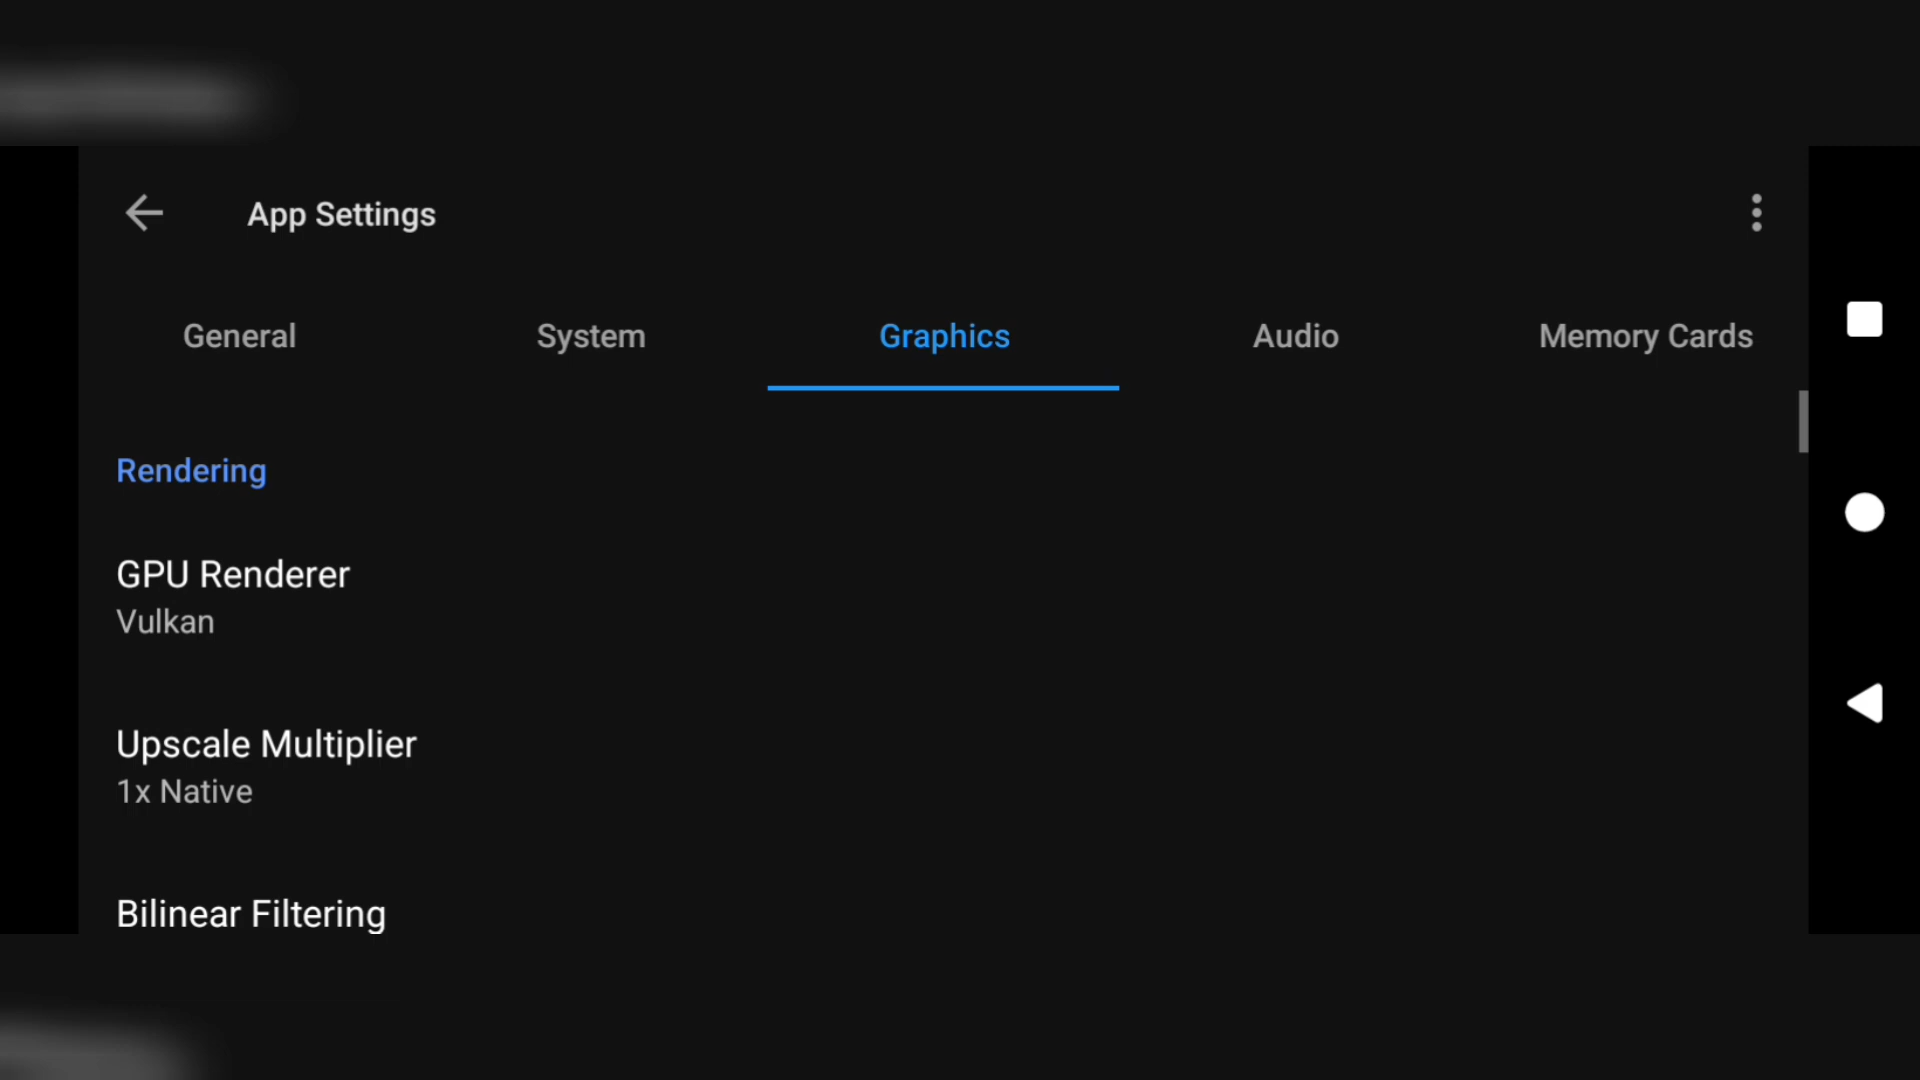 App Settings
General System Graphics Audio Memory Cards
Rendering
GPU Renderer
Vulkan
Upscale Multiplier
1x Native
Bilinear Filtering